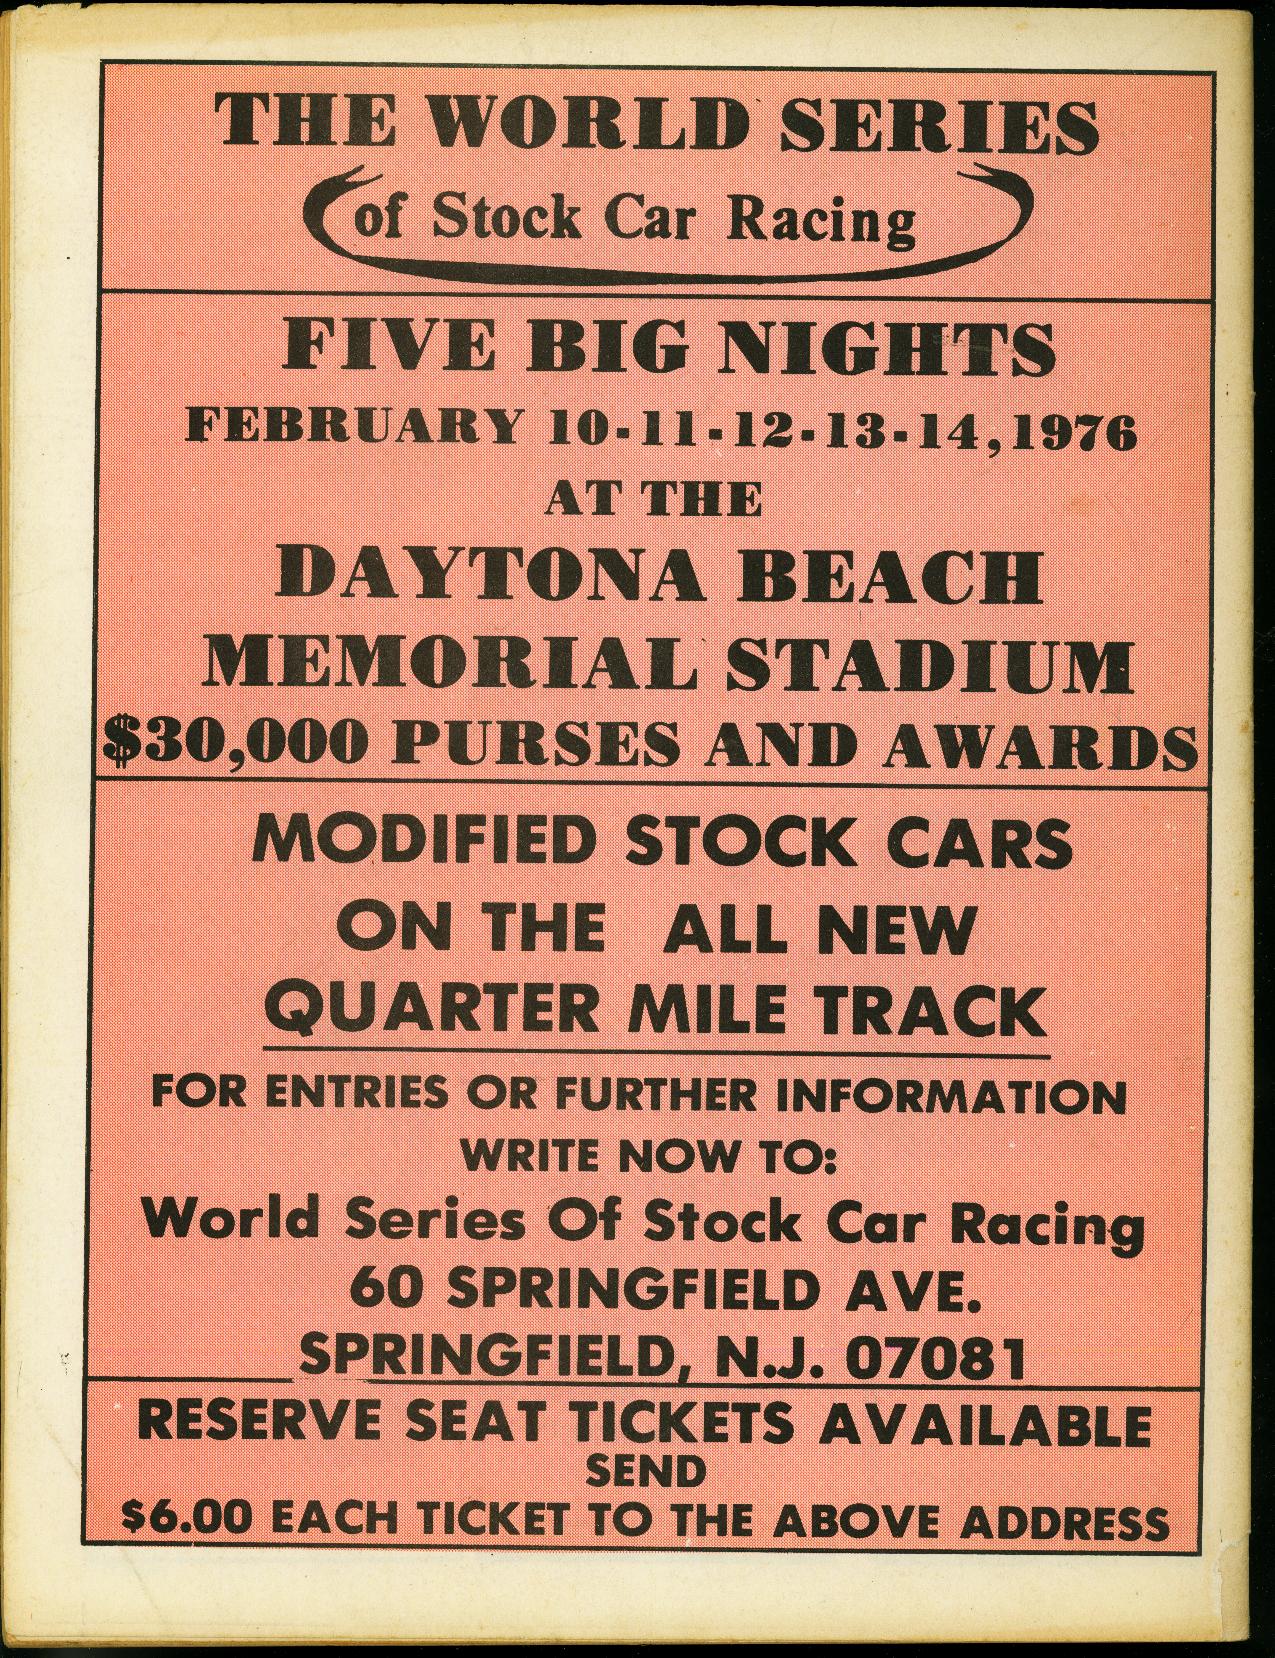 THE WORLD SERIES
of Stock Car Racing
FIVE BIG NIGHTS
FEBRUARY 10-11-12-13-14, 1976
AT THE
DAYTONA BEACH
MEMORIAL STADIUM
$30,000 PURSES AND AWARDS
MODIFIED STOCK CARS
ON THE ALL NEW
QUARTER MILE TRACK
FOR ENTRIES OR FURTHER INFORMATION
WRITE NOW TO:
World Series Of Stock Car Racing
60 SPRINGFIELD AVE.
SPRINGFIELD, N.J. 07081
RESERVE SEAT TICKETS AVAILABLE
SEND
$6.00 EACH TICKET TO THE ABOVE ADDRESS